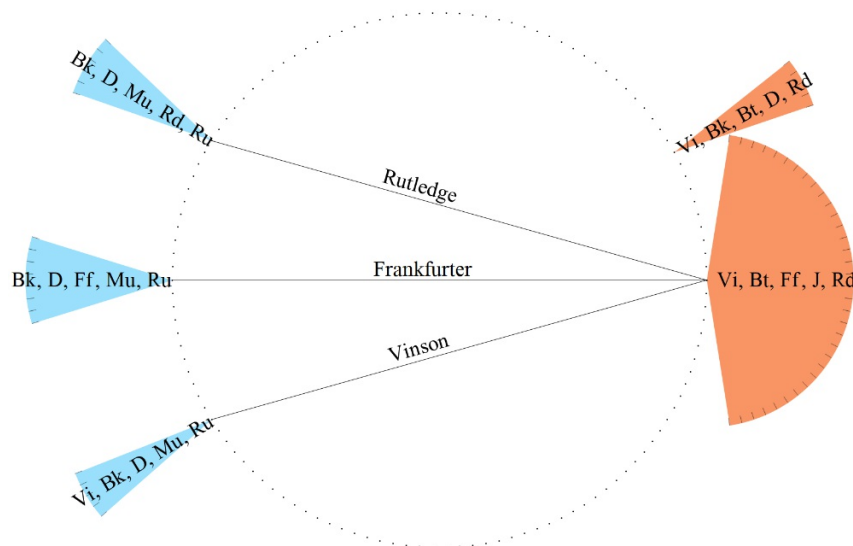 Bk, D, Mu, Rd, Ru
Vi, Bk, Bt, D, Rd
Rutledge
Bk, D, Ff, Mu, Ru
Frankfurter
Vi, Bt, Ff, J, Rd
Vinson
Vi, Bk, D, Mu, Ru